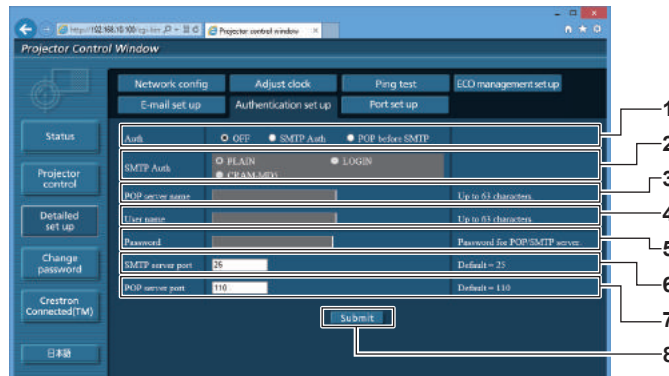 http://192.168.10.100/cgi-bin
Projector control window
Projector Control Window
Network config Adjust clock Ping test ECO management set up
E-mail set up Authentication set up Port set up
Status
Projector control
Detailed set up
Change password
Crestron Connected(TM)
日本語
Auth OFF SMTP Auth POP before SMTP 1
SMTP Auth PLAIN LOGIN 2
CRAM-MD5
POP server name Up to 63 characters. 3
User name Up to 63 characters. 4
Password Password for POP/SMTP server. 5
SMTP server port 25 Default = 25 6
POP server port 110 Default = 110 7
Submit 8